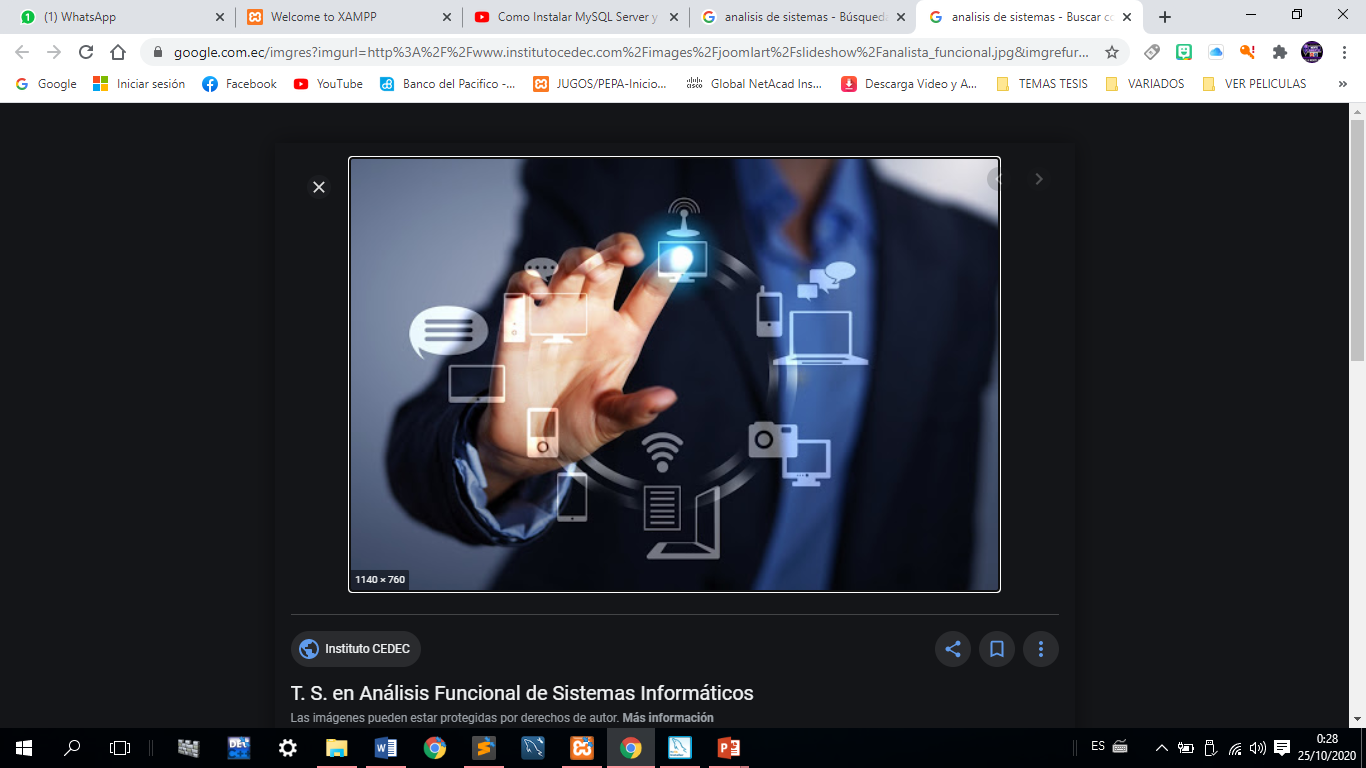 (1) WhatsApp
Welcome to XAMPP
Como Instalar MySQL Server y
analisis de sistemas - Búsqueda
analisis de sistemas - Buscar co
google.com.ec/imgres?imgurl=http%3A%2F%2Fwww.institutocedec.com%2Fimages%2Fjoomlart%2Fslideshow%2Fanalista_funcional.jpg&imgrefur...
Google
Iniciar sesión
Facebook
YouTube
Banco del Pacífico -...
JUGOS/PEPA-Inicio...
Global NetAcad Ins...
Descarga Video y A...
TEMAS TESIS
VARIADOS
VER PELICULAS
»
1140 × 760
Instituto CEDEC
T. S. en Análisis Funcional de Sistemas Informáticos
Las imágenes pueden estar protegidas por derechos de autor. Más información
ES
0:28
25/10/2020